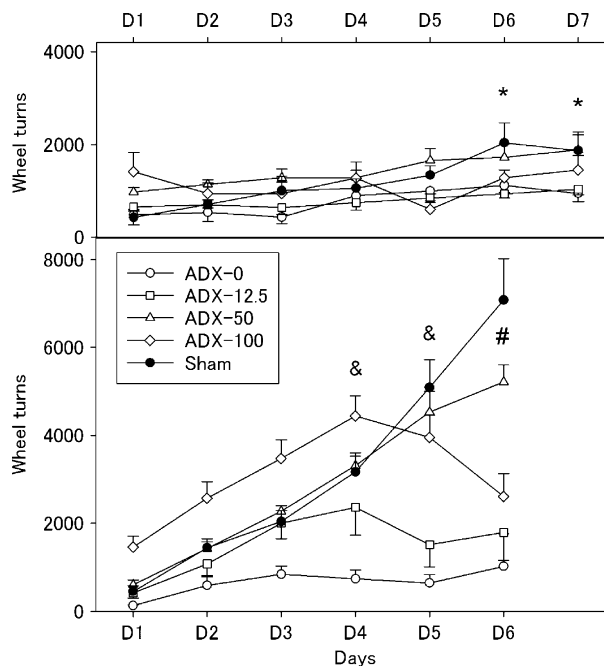 D1 D2 D3 D4 D5 D6 D7
4000
2000
0
Wheel turns
*
*
8000
6000
4000
2000
0
Wheel turns
ADX-0
ADX-12.5
ADX-50
ADX-100
Sham
&
&
#
D1 D2 D3 D4 D5 D6
Days